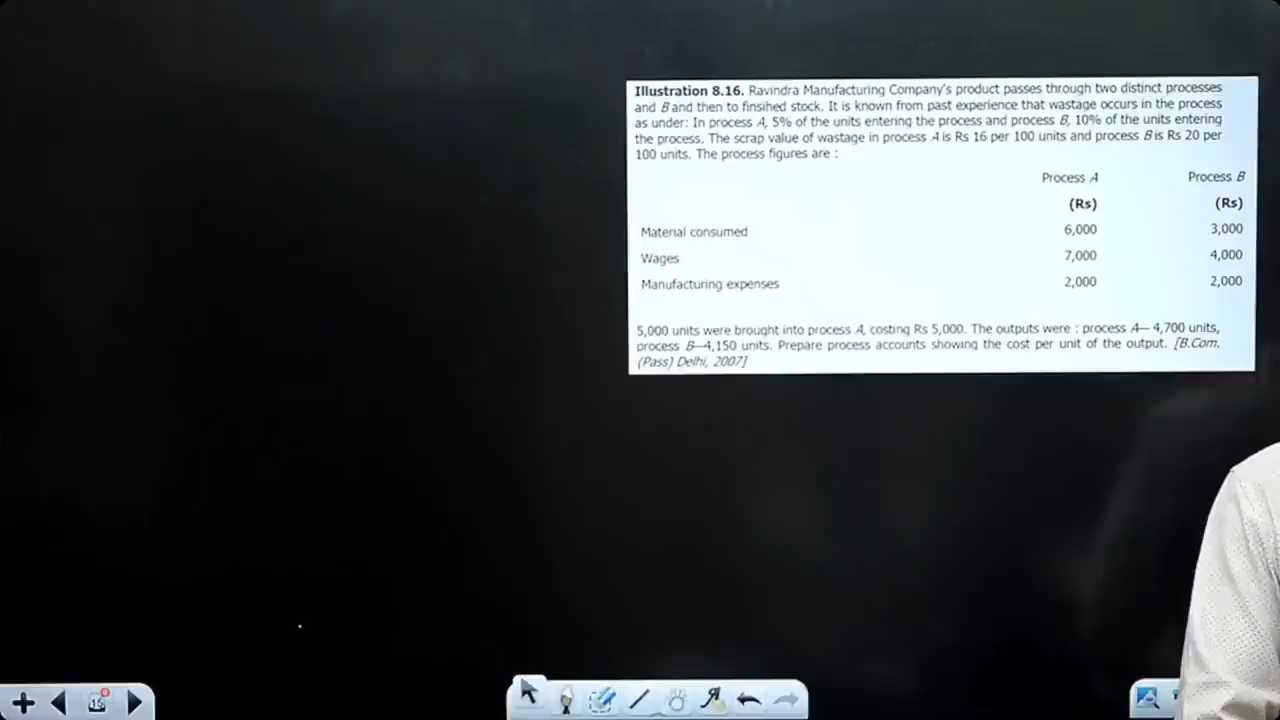 Illustration 8.16. Ravindra Manufacturing Company's product passes through two distinct processes
and B and then to finsihed stock. It is known from past experience that wastage occurs in the process
as under: In process A, 5% of the units entering the process and process B, 10% of the units entering
the process. The scrap value of wastage in process A is Rs 16 per 100 units and process B is Rs 20 per
100 units. The process figures are :
Process A Process B
(Rs) (Rs)
Material consumed 6,000 3,000
Wages 7,000 4,000
Manufacturing expenses 2,000 2,000
5,000 units were brought into process A, costing Rs 5,000. The outputs were : process A— 4,700 units,
process B—4,150 units. Prepare process accounts showing the cost per unit of the output. [B.Com.
(Pass) Delhi, 2007]
15